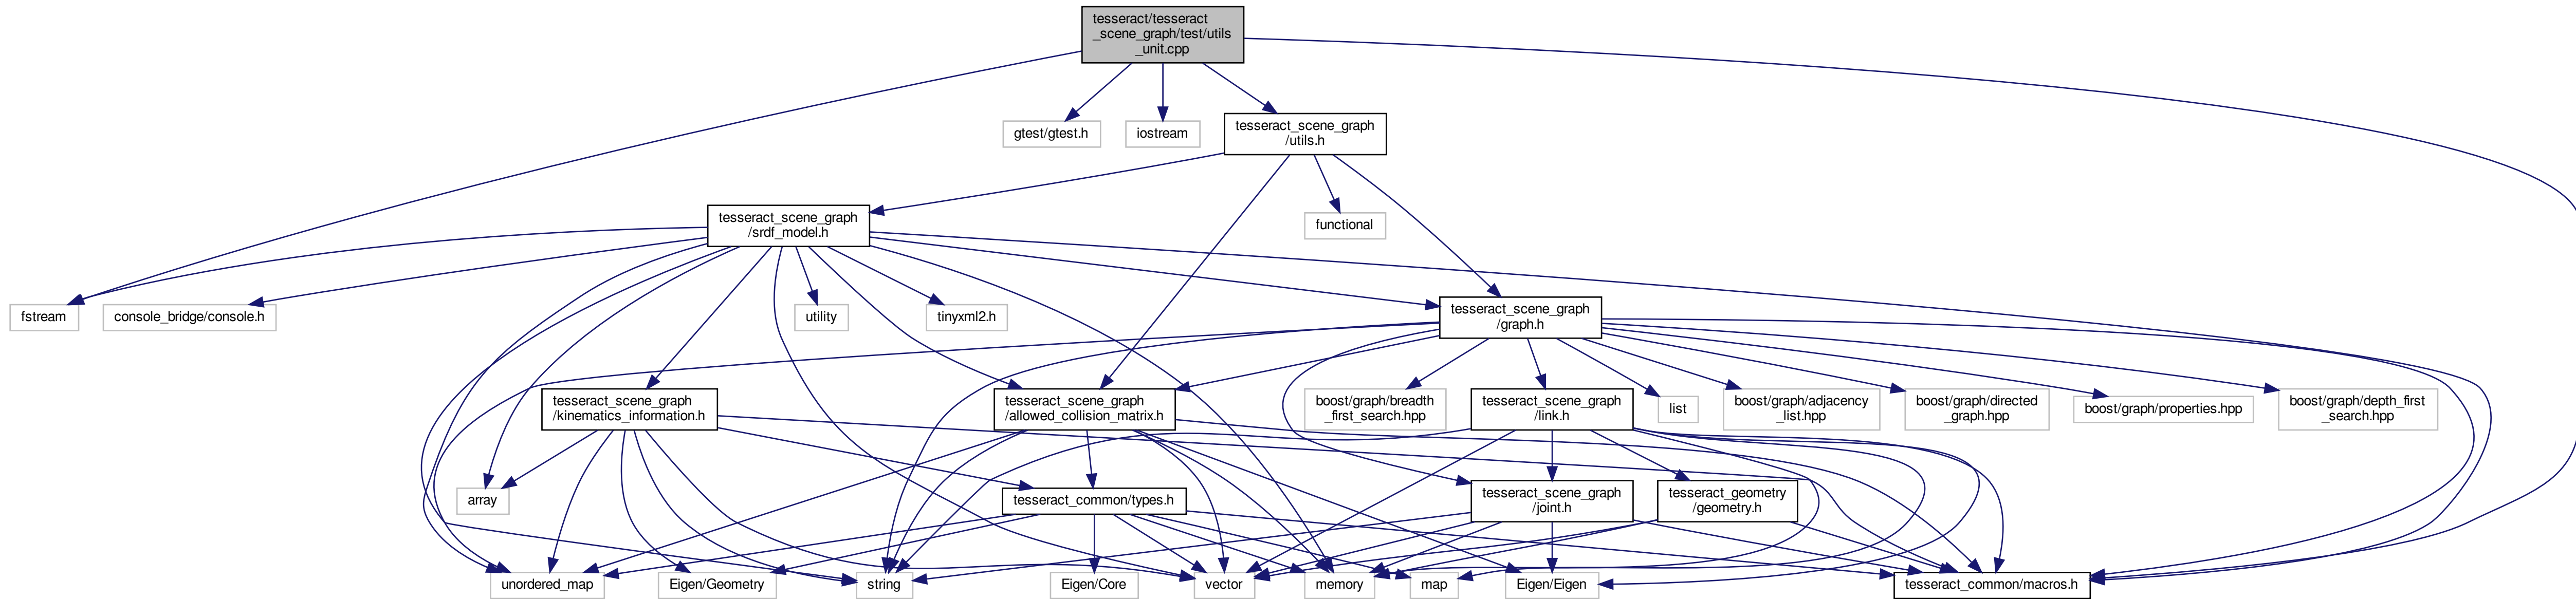 tesseract/tesseract
_scene_graph/test/utils
_unit.cpp
gtest/gtest.h
iostream
tesseract_scene_graph
/utils.h
tesseract_scene_graph
/srdf_model.h
functional
fstream
console_bridge/console.h
utility
tinyxml2.h
tesseract_scene_graph
/graph.h
tesseract_scene_graph
/kinematics_information.h
tesseract_scene_graph
/allowed_collision_matrix.h
boost/graph/breadth
_first_search.hpp
tesseract_scene_graph
/link.h
list
boost/graph/adjacency
_list.hpp
boost/graph/directed
_graph.hpp
boost/graph/properties.hpp
boost/graph/depth_first
_search.hpp
array
tesseract_common/types.h
tesseract_scene_graph
/joint.h
tesseract_geometry
/geometry.h
unordered_map
Eigen/Geometry
string
Eigen/Core
vector
memory
map
Eigen/Eigen
tesseract_common/macros.h